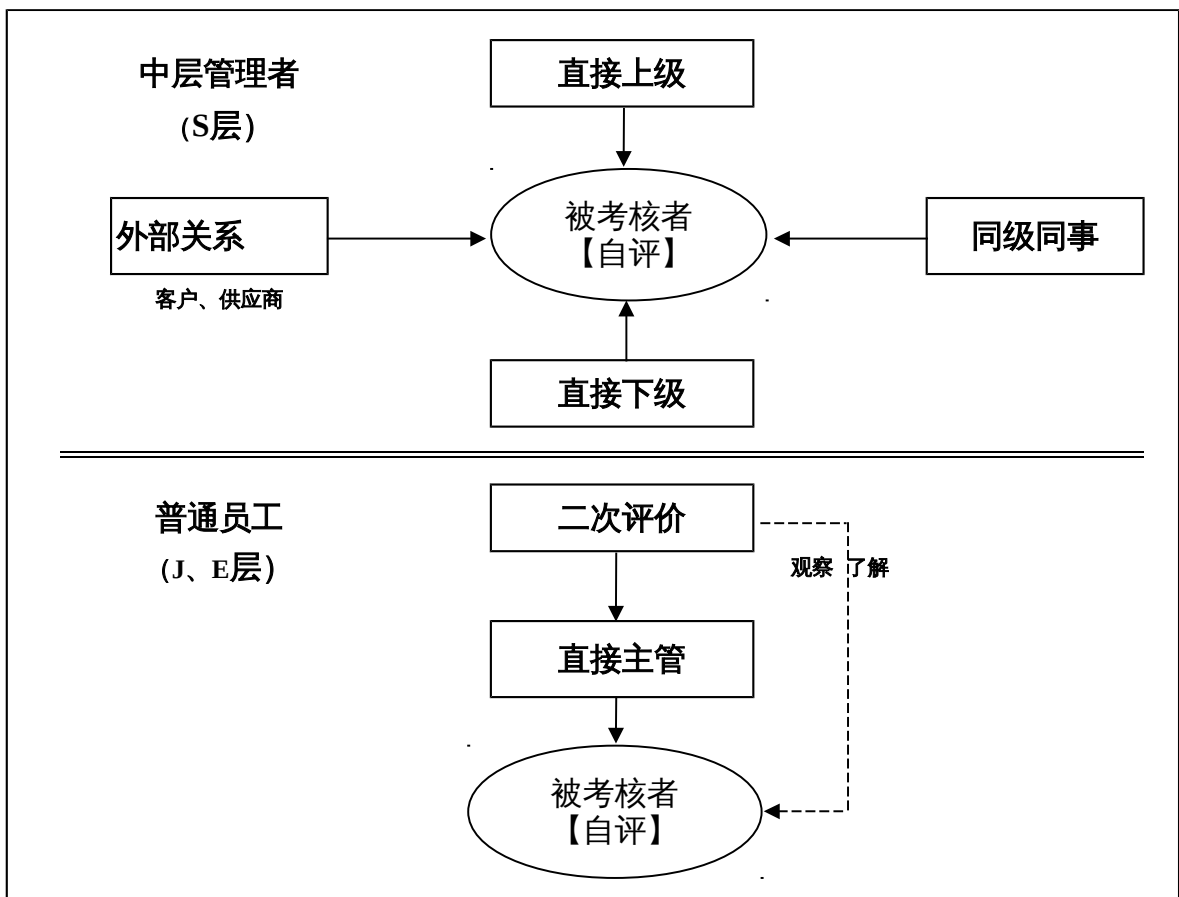 中层管理者
（S层）
直接上级
被考核者
【自评】
外部关系
客户、供应商
同级同事
直接下级
普通员工
（J、E层）
二次评价
观察 了解
直接主管
被考核者
【自评】